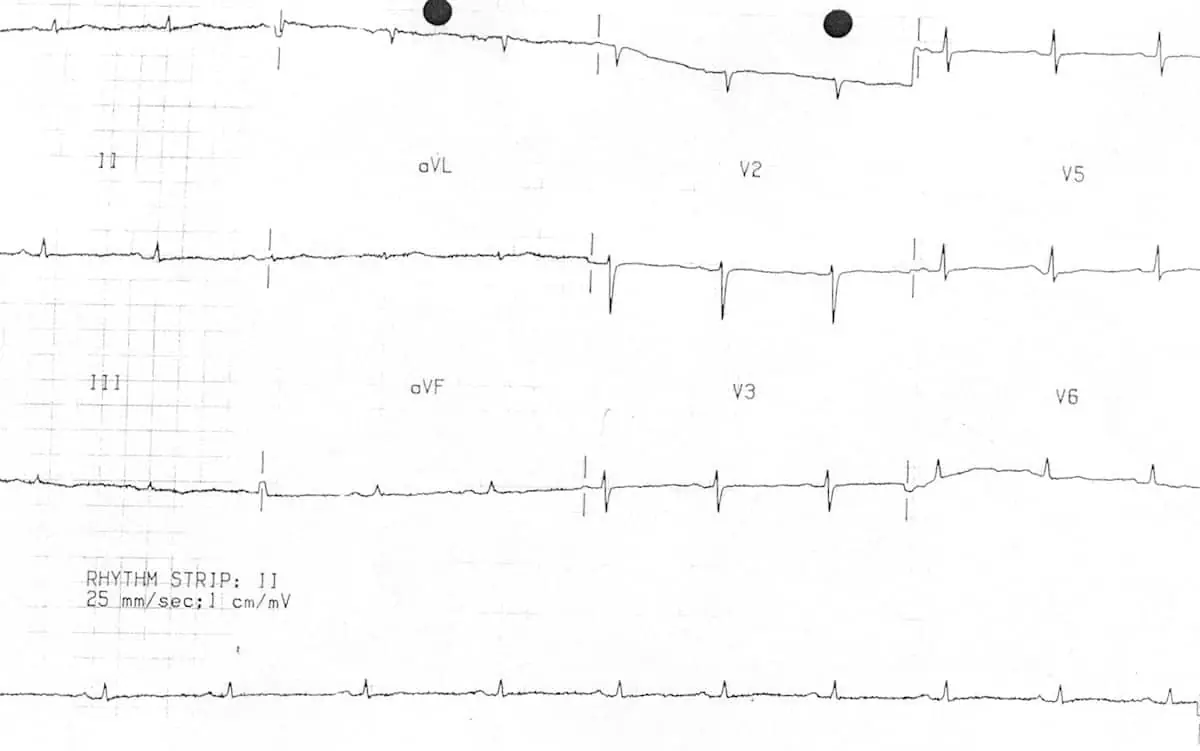 II
aVL
V2
V5
III
aVF
V3
V6
RHYTHM STRIP: II
25 mm/sec;1 cm/mV